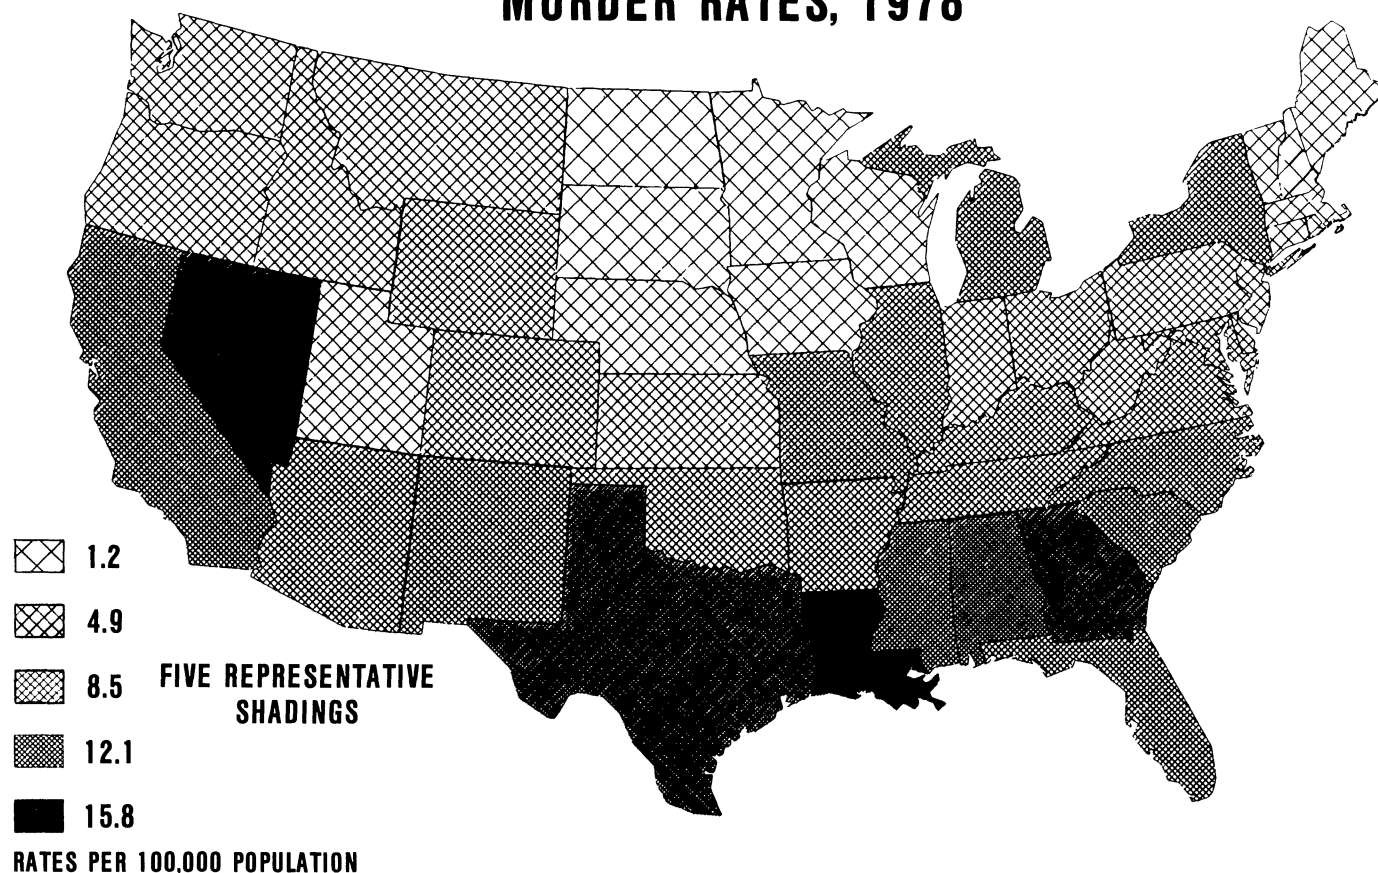 MURDER RATES, 1978
1.2
4.9
8.5
12.1
15.8
FIVE REPRESENTATIVE
SHADINGS
RATES PER 100,000 POPULATION